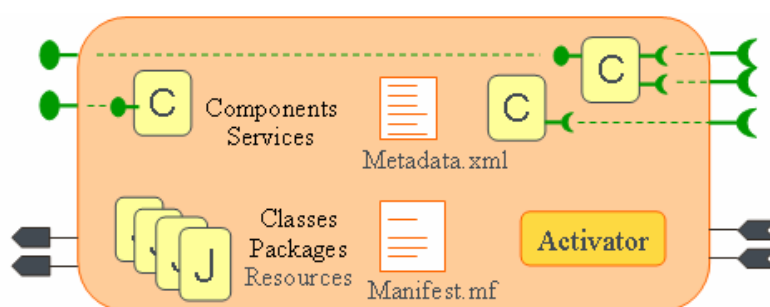 C
C
Components
Services
C
Metadata.xml
Classes
Packages
Resources
J
Manifest.mf
Activator